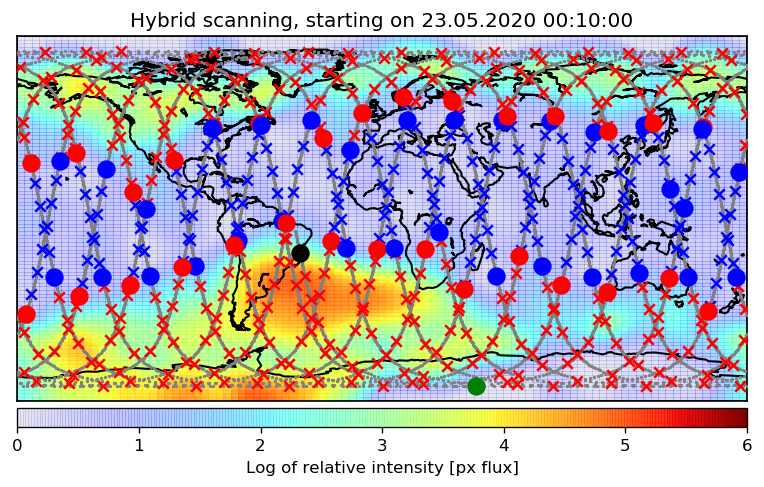 Hybrid scanning, starting on 23.05.2020 00:10:00
0 1 2 3 4 5 6
Log of relative intensity [px flux]